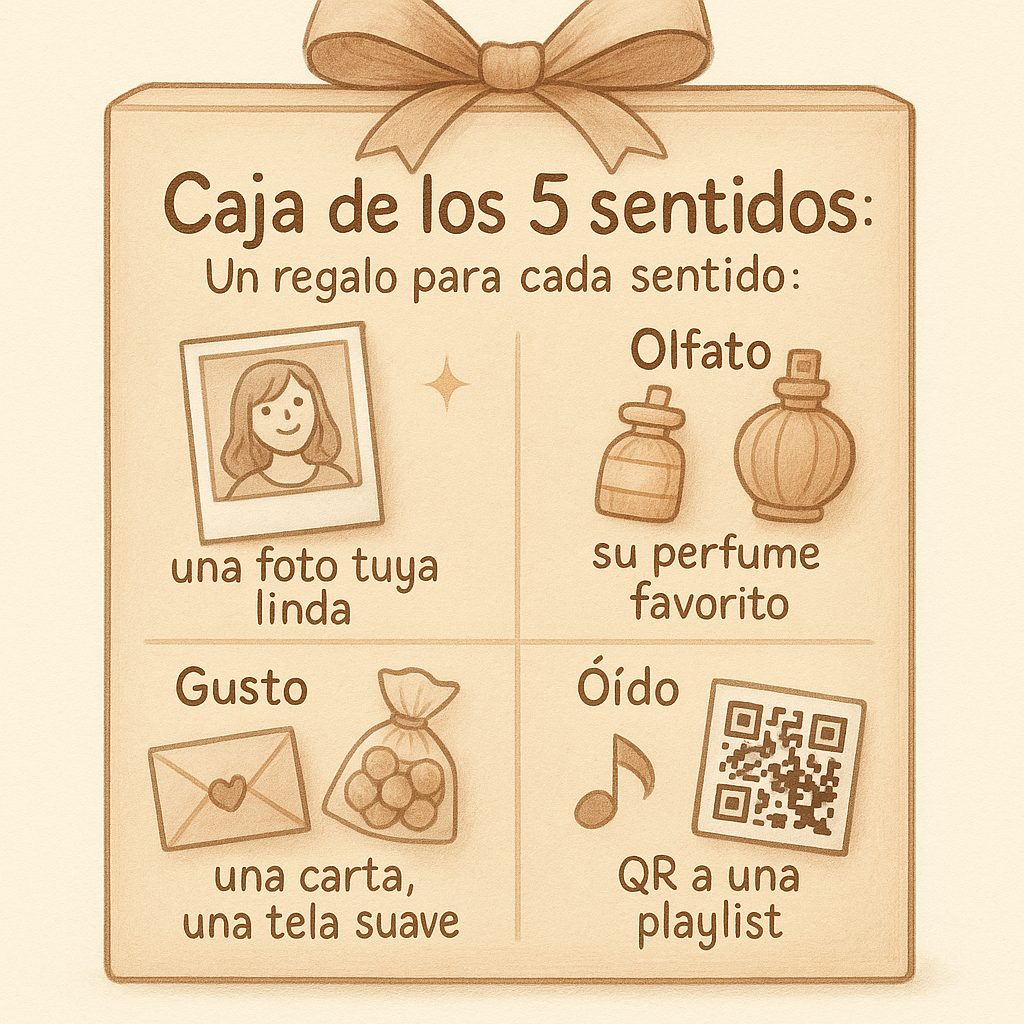 Caja de los 5 sentidos:
Un regalo para cada sentido:
una foto tuya
linda
Olfato
su perfume
favorito
Gusto
una carta,
una tela suave
Óído
QR a una
playlist